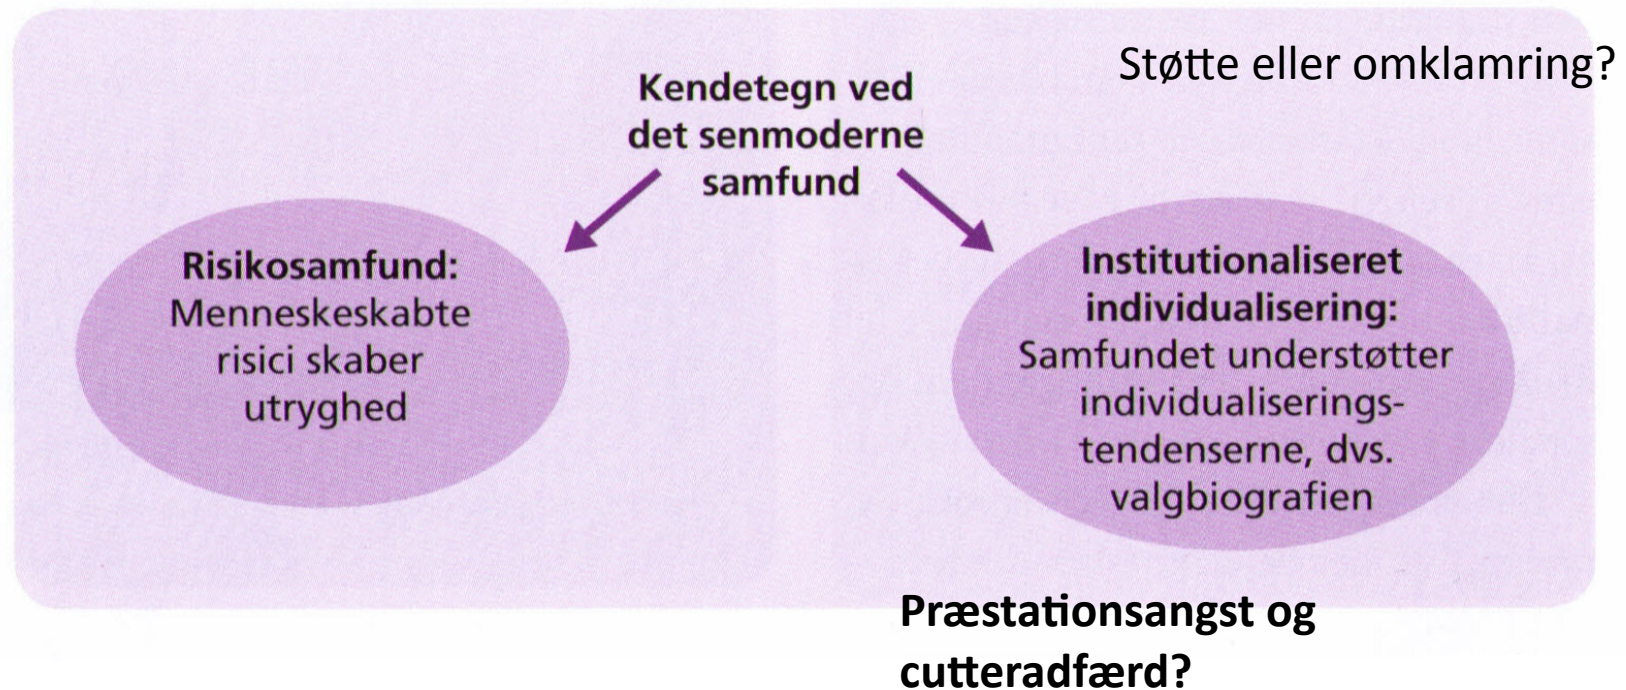 Støtte eller omklamring?
Kendetegn ved
det senmoderne
samfund
Risikosamfund:
Menneskeskabte
risici skaber
utryghed
Institutionaliseret
individualisering:
Samfundet understøtter
individualiserings-
tendenserne, dvs.
valgbiografien
Præstationsangst og
cutteradfærd?